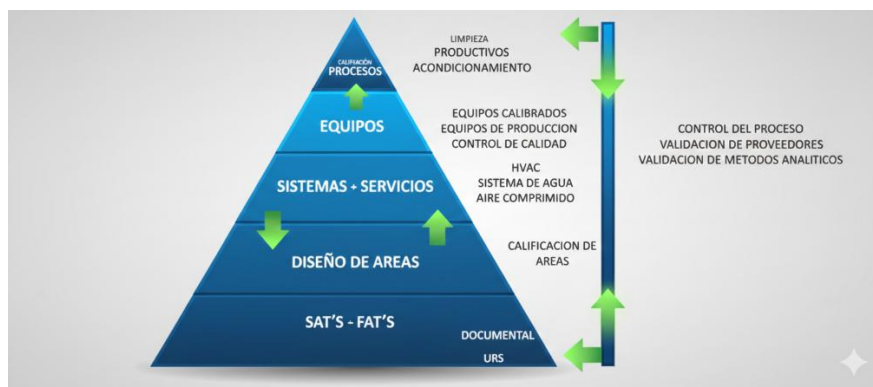 CALIFICACIÓN
PROCESOS
LIMPIEZA
PRODUCTIVOS
ACONDICIONAMIENTO
EQUIPOS
EQUIPOS CALIBRADOS
EQUIPOS DE PRODUCCION
CONTROL DE CALIDAD
SISTEMAS + SERVICIOS
HVAC
SISTEMA DE AGUA
AIRE COMPRIMIDO
DISEÑO DE AREAS
CALIFICACION DE
AREAS
SAT´S - FAT´S
DOCUMENTAL
URS
CONTROL DEL PROCESO
VALIDACION DE PROVEEDORES
VALIDACION DE METODOS ANALITICOS